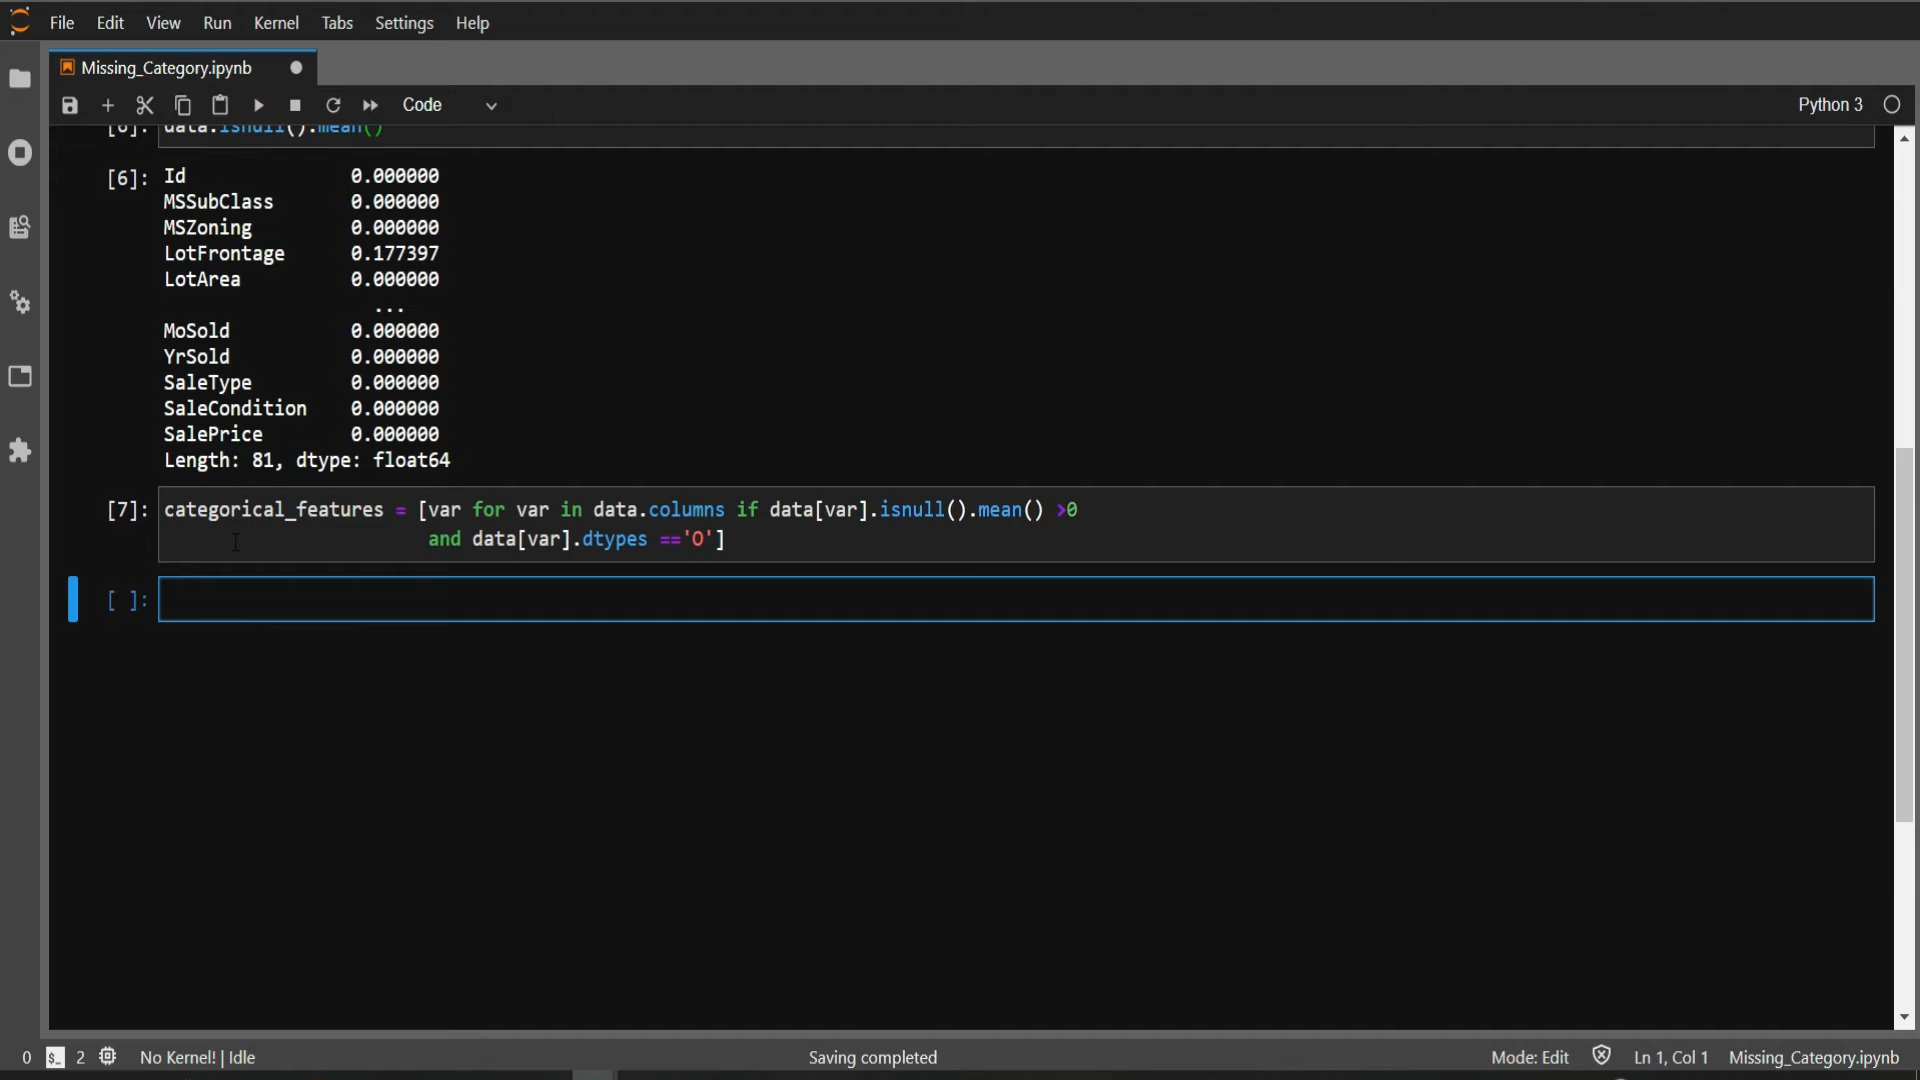 File Edit View Run Kernel Tabs Settings Help
Missing_Category.ipynb
Code Python 3
data.isnull().mean()
[6]: Id 0.000000
MSSubClass 0.000000
MSZoning 0.000000
LotFrontage 0.177397
LotArea 0.000000
...
MoSold 0.000000
YrSold 0.000000
SaleType 0.000000
SaleCondition 0.000000
SalePrice 0.000000
Length: 81, dtype: float64
[7]: categorical_features = [var for var in data.columns if data[var].isnull().mean() >0
and data[var].dtypes =='O']
[ ]:
0 $_ 2 No Kernel! | Idle Saving completed Mode: Edit Ln 1, Col 1 Missing_Category.ipynb